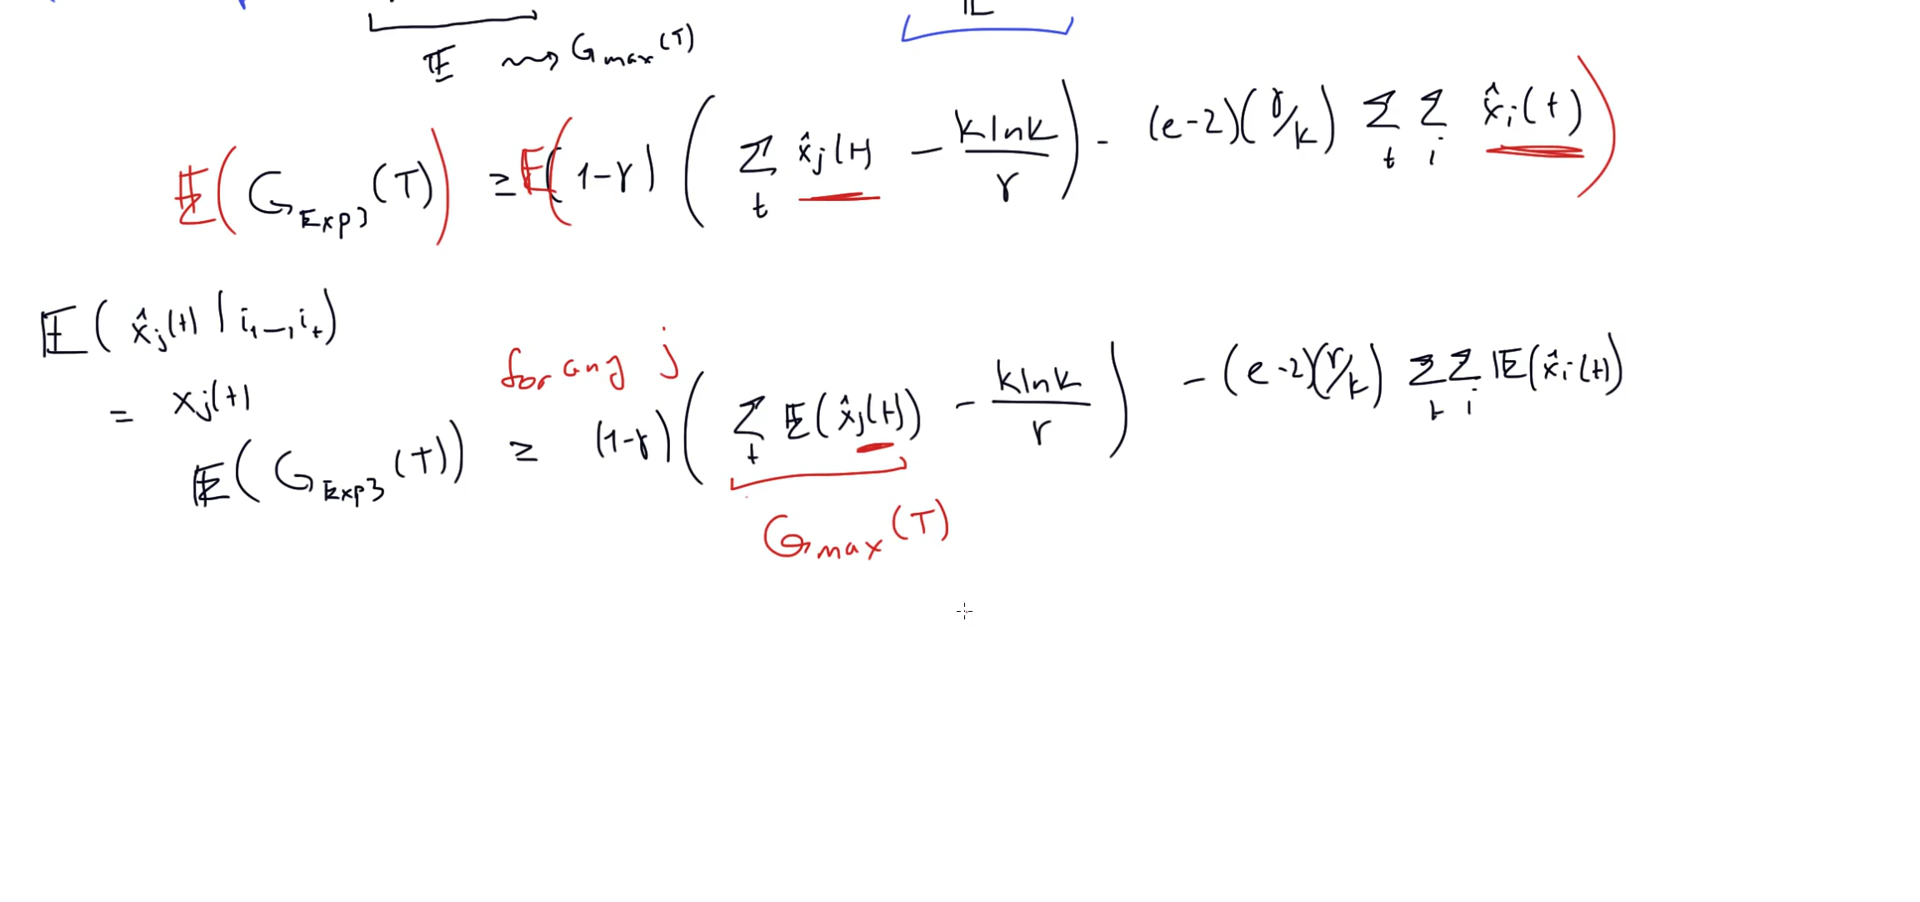 𝔼 ⇝ G_max(T)
𝔼(G_Exp3(T)) ≥ 𝔼((1-γ)(Σ_t x̂_j(t) - (k ln k)/γ) - (e-2)(γ/k) Σ_t Σ_i x̂_i(t))
𝔼(x̂_j(t) | i_1–, i_t)
= x_j(t)
for any j
𝔼(G_Exp3(T)) ≥ (1-γ)(Σ_t 𝔼(x̂_j(t)) - (k ln k)/γ) - (e-2)(γ/k) Σ_t Σ_i 𝔼(x̂_i(t))
G_max(T)